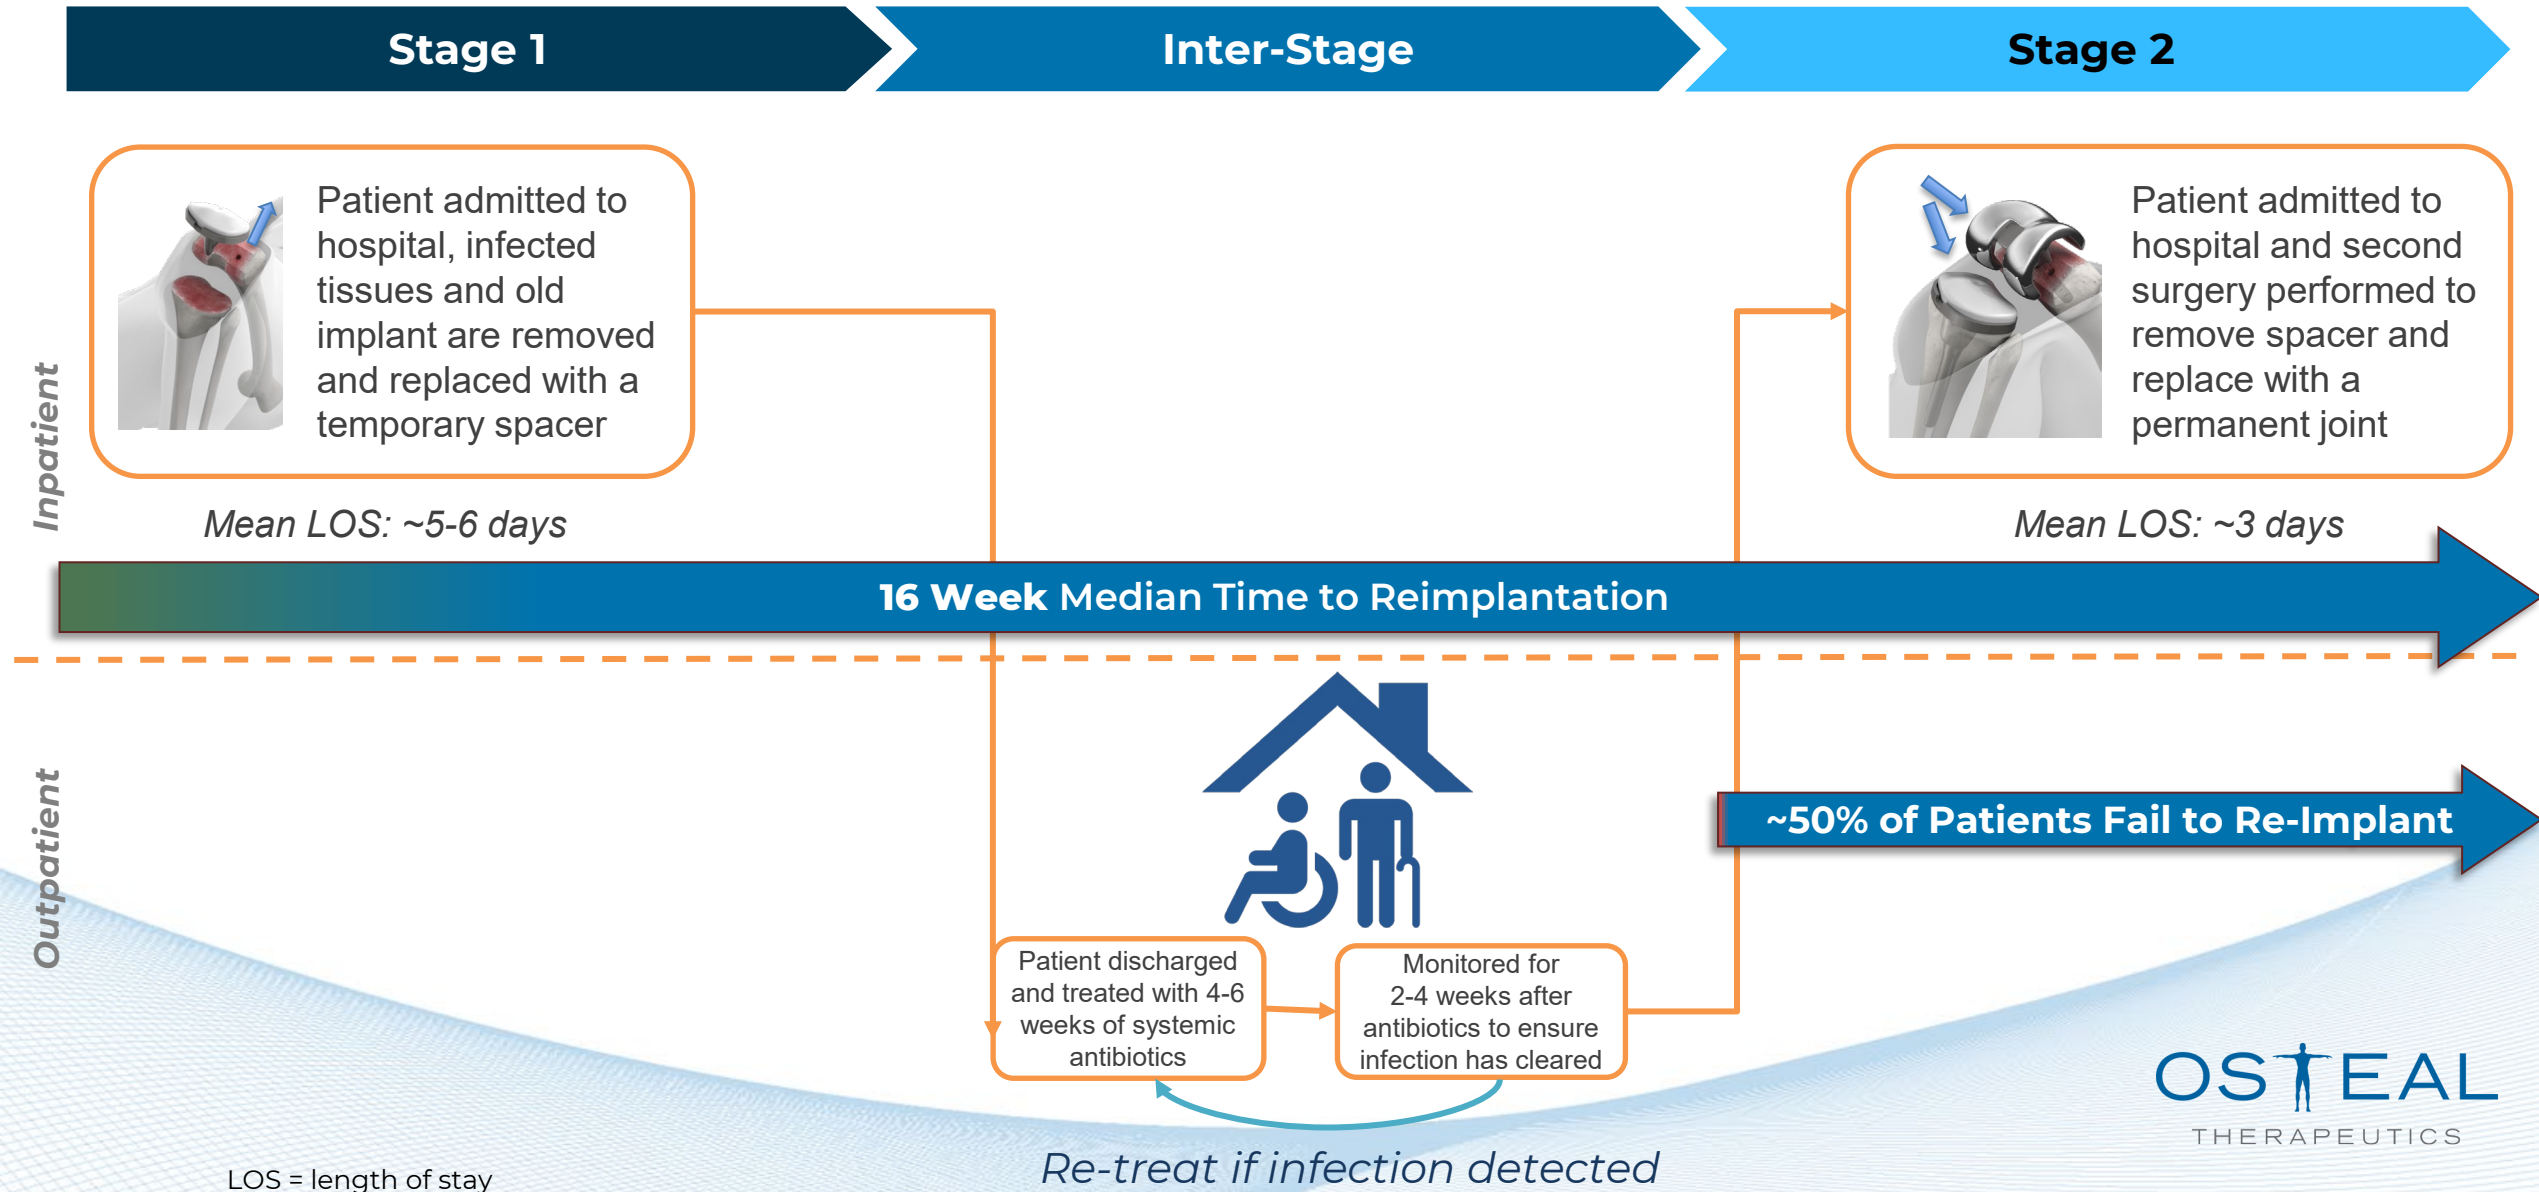 Stage 1
Inter-Stage
Stage 2
Inpatient
Patient admitted to
hospital, infected
tissues and old
implant are removed
and replaced with a
temporary spacer
Mean LOS: ~5-6 days
Patient admitted to
hospital and second
surgery performed to
remove spacer and
replace with a
permanent joint
Mean LOS: ~3 days
16 Week Median Time to Reimplantation
Outpatient
~50% of Patients Fail to Re-Implant
Patient discharged
and treated with 4-6
weeks of systemic
antibiotics
Monitored for
2-4 weeks after
antibiotics to ensure
infection has cleared
Re-treat if infection detected
OSTEAL
THERAPEUTICS
LOS = length of stay